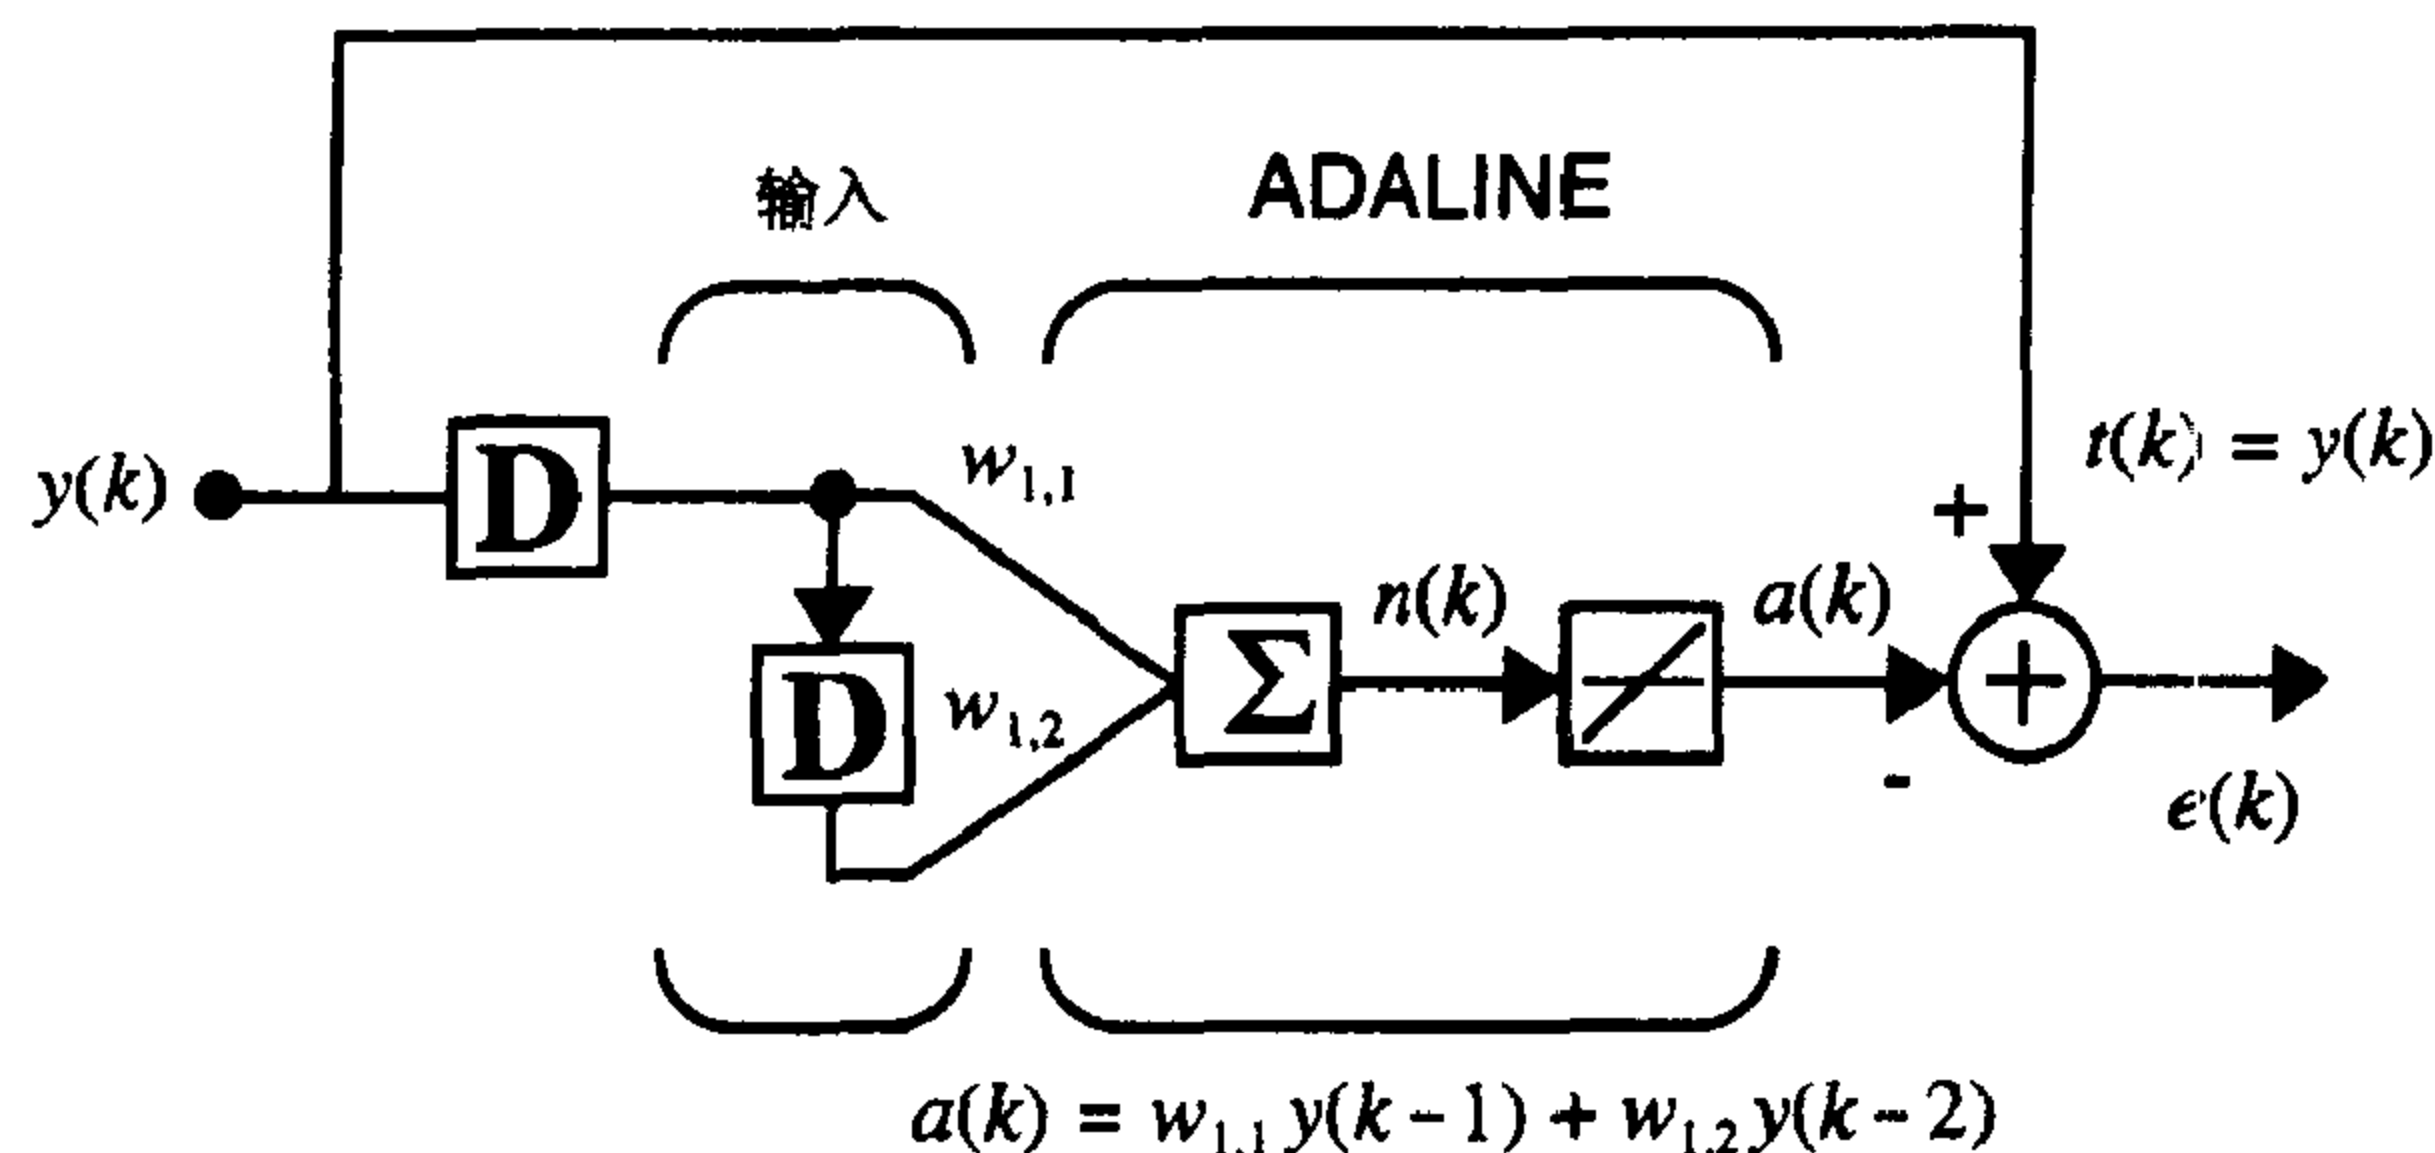 输入
ADALINE
y(k)
D
w1,1
t(k) = y(k)
+
D
w1,2
Σ
n(k)
a(k)
+
-
e(k)
a(k) = w1,1 y(k - 1) + w1,2 y(k - 2)